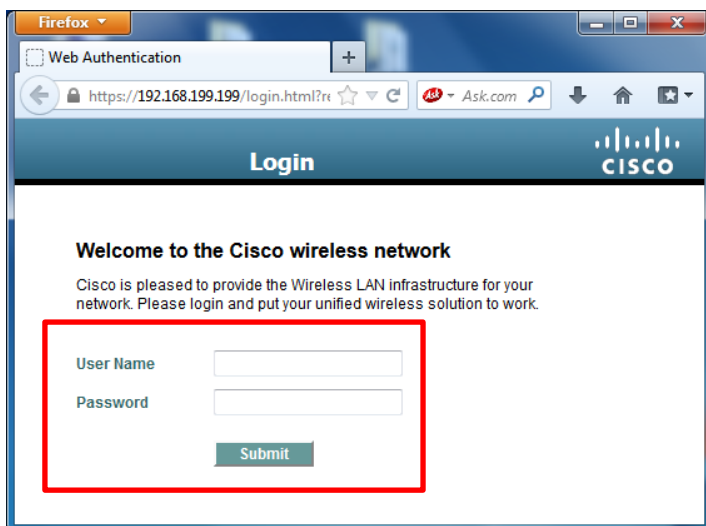 Firefox
Web Authentication
+
https://192.168.199.199/login.html?re
Ask
Ask.com
Login
CISCO
Welcome to the Cisco wireless network
Cisco is pleased to provide the Wireless LAN infrastructure for your
network. Please login and put your unified wireless solution to work.
User Name
Password
Submit